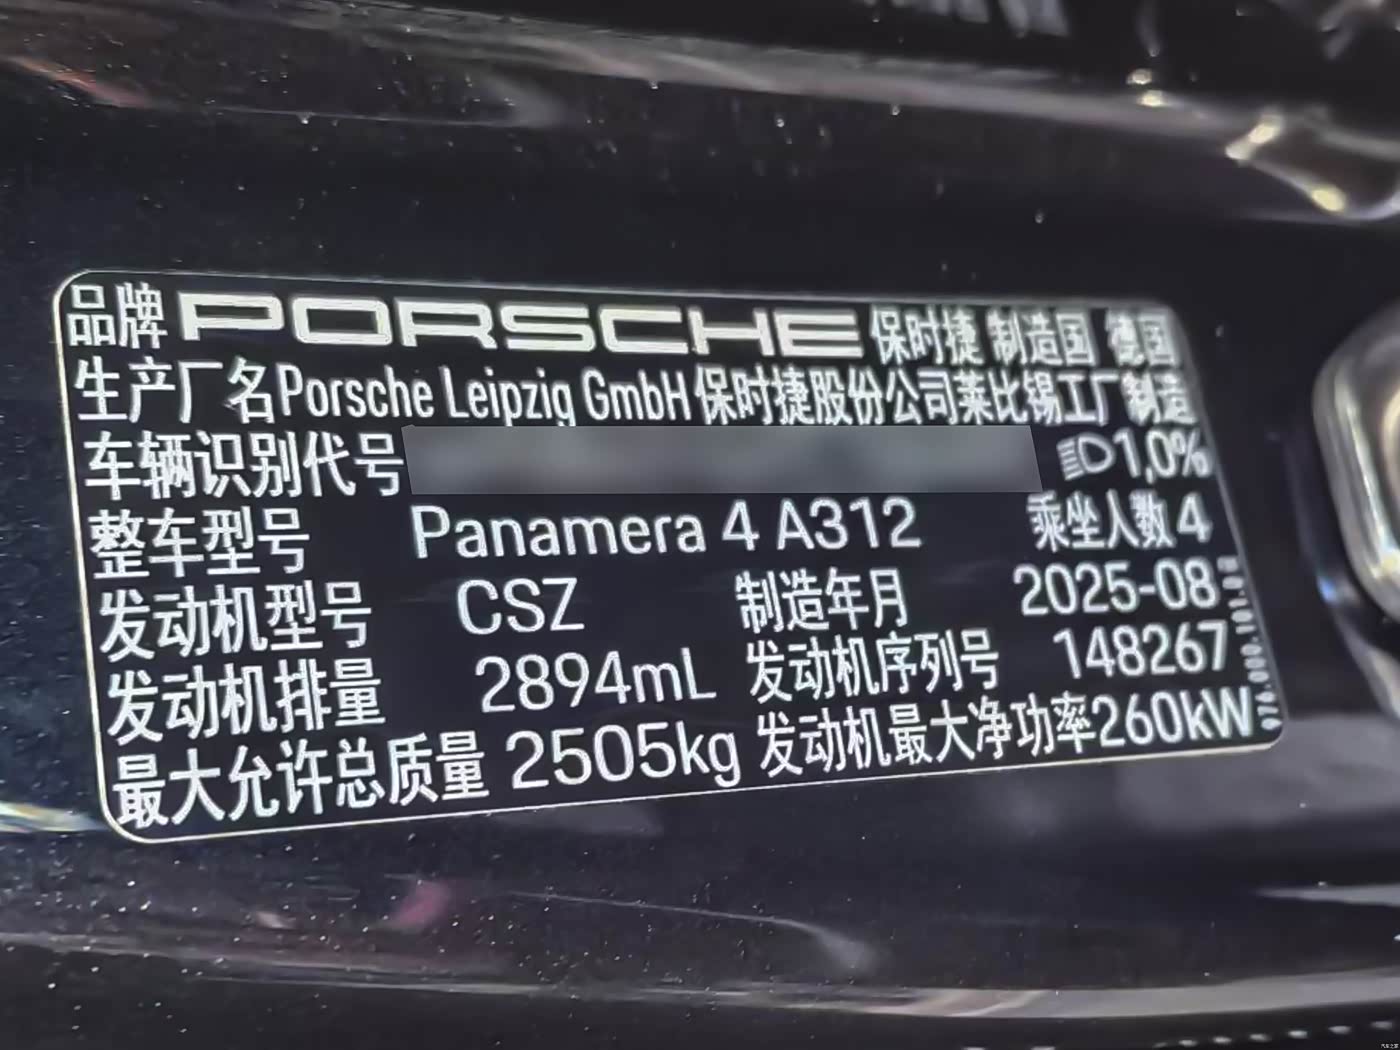 品牌 PORSCHE 保时捷 制造国 德国
生产厂名Porsche Leipzig GmbH保时捷股份公司莱比锡工厂制造
车辆识别代号 1,0%
整车型号 Panamera 4 A312 乘坐人数4
发动机型号 CSZ 制造年月 2025-08
发动机排量 2894mL 发动机序列号 148267
最大允许总质量 2505kg 发动机最大净功率260kW